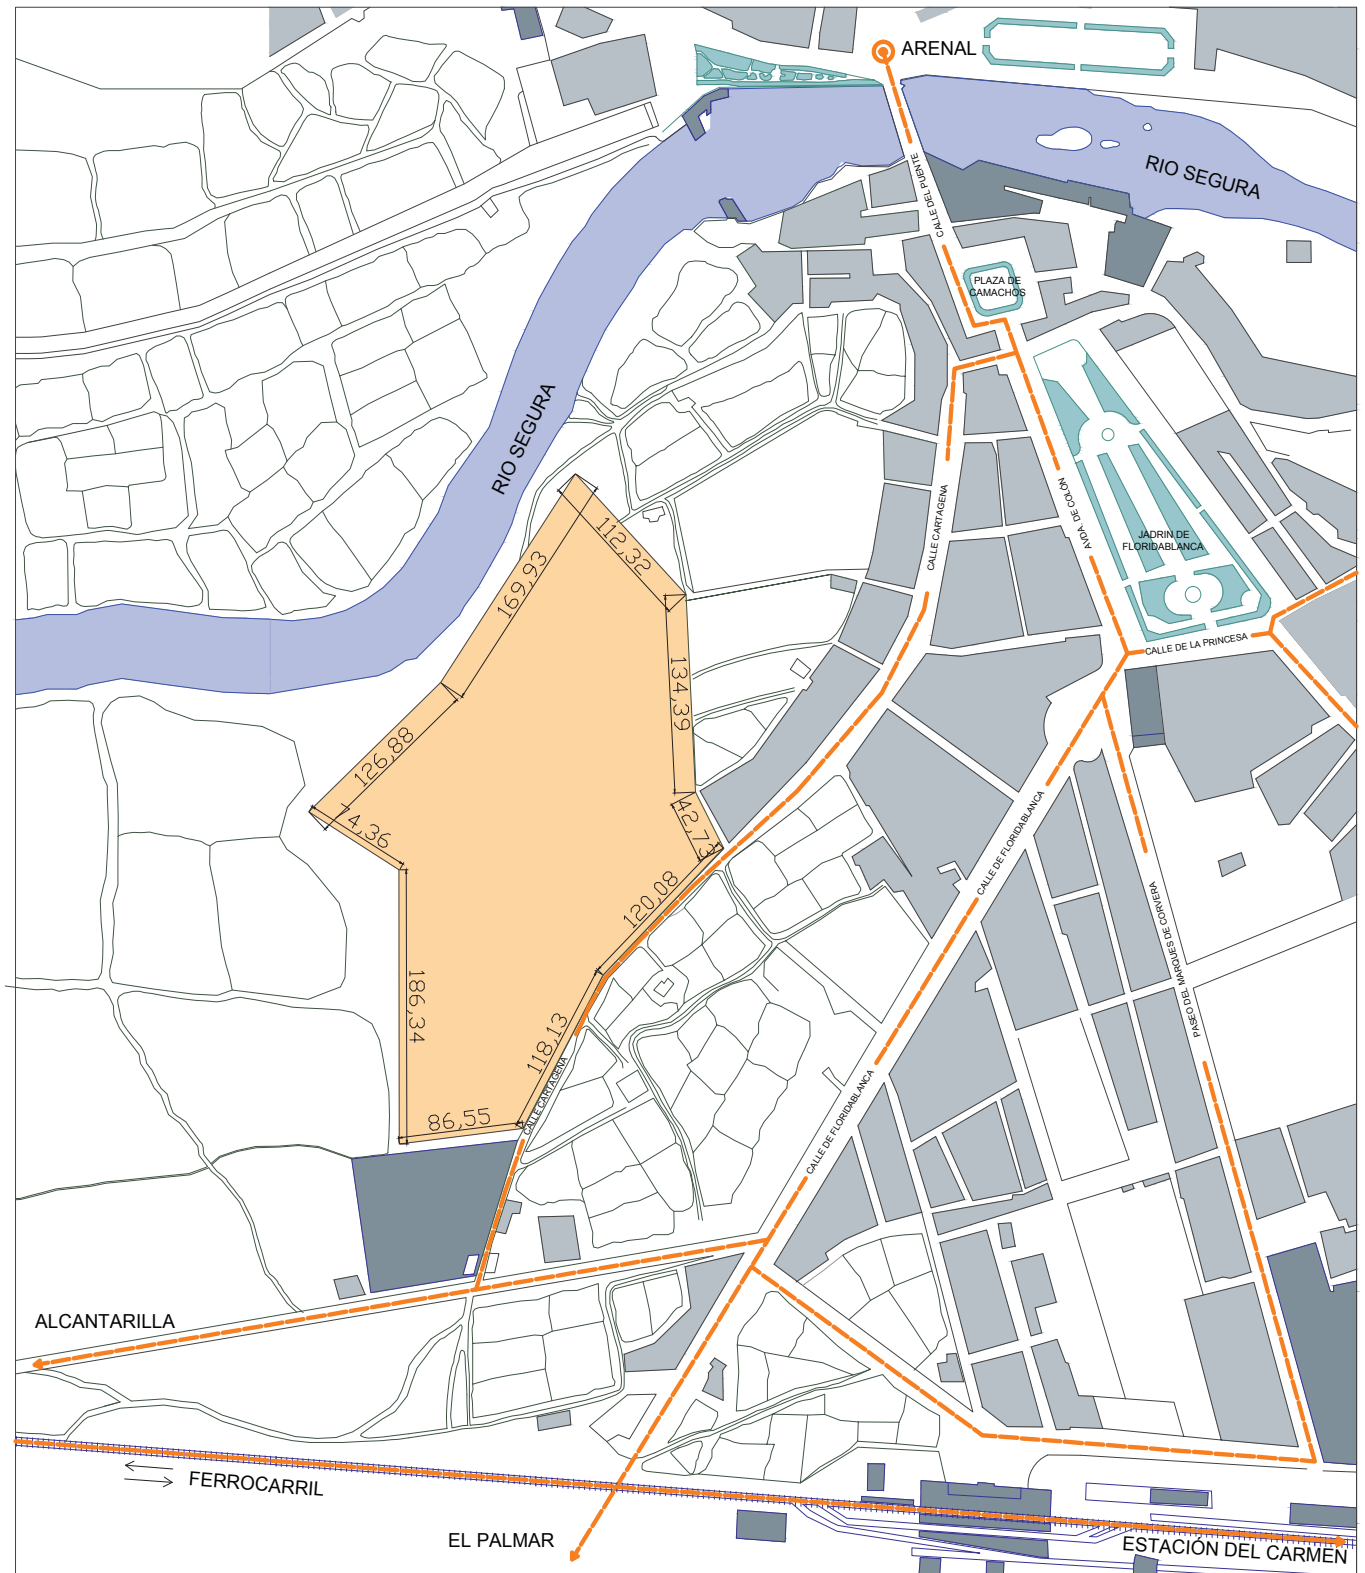 ARENAL
RIO SEGURA
CALLE DEL PUENTE
PLAZA DE
CAMACHOS
RIO SEGURA
CALLE CARTAGENA
AVDA. DE COLÓN
JADRIN DE
FLORIDABLANCA
CALLE DE LA PRINCESA
112,32
169,93
134,39
126,88
74,36
42,73
120,08
186,34
118,13
86,55
CALLE CARTAGENA
CALLE DE FLORIDABLANCA
CALLE DE FLORIDABLANCA
PASEO DEL MARQUES DE CORVERA
ALCANTARILLA
FERROCARRIL
EL PALMAR
ESTACIÓN DEL CARMEN